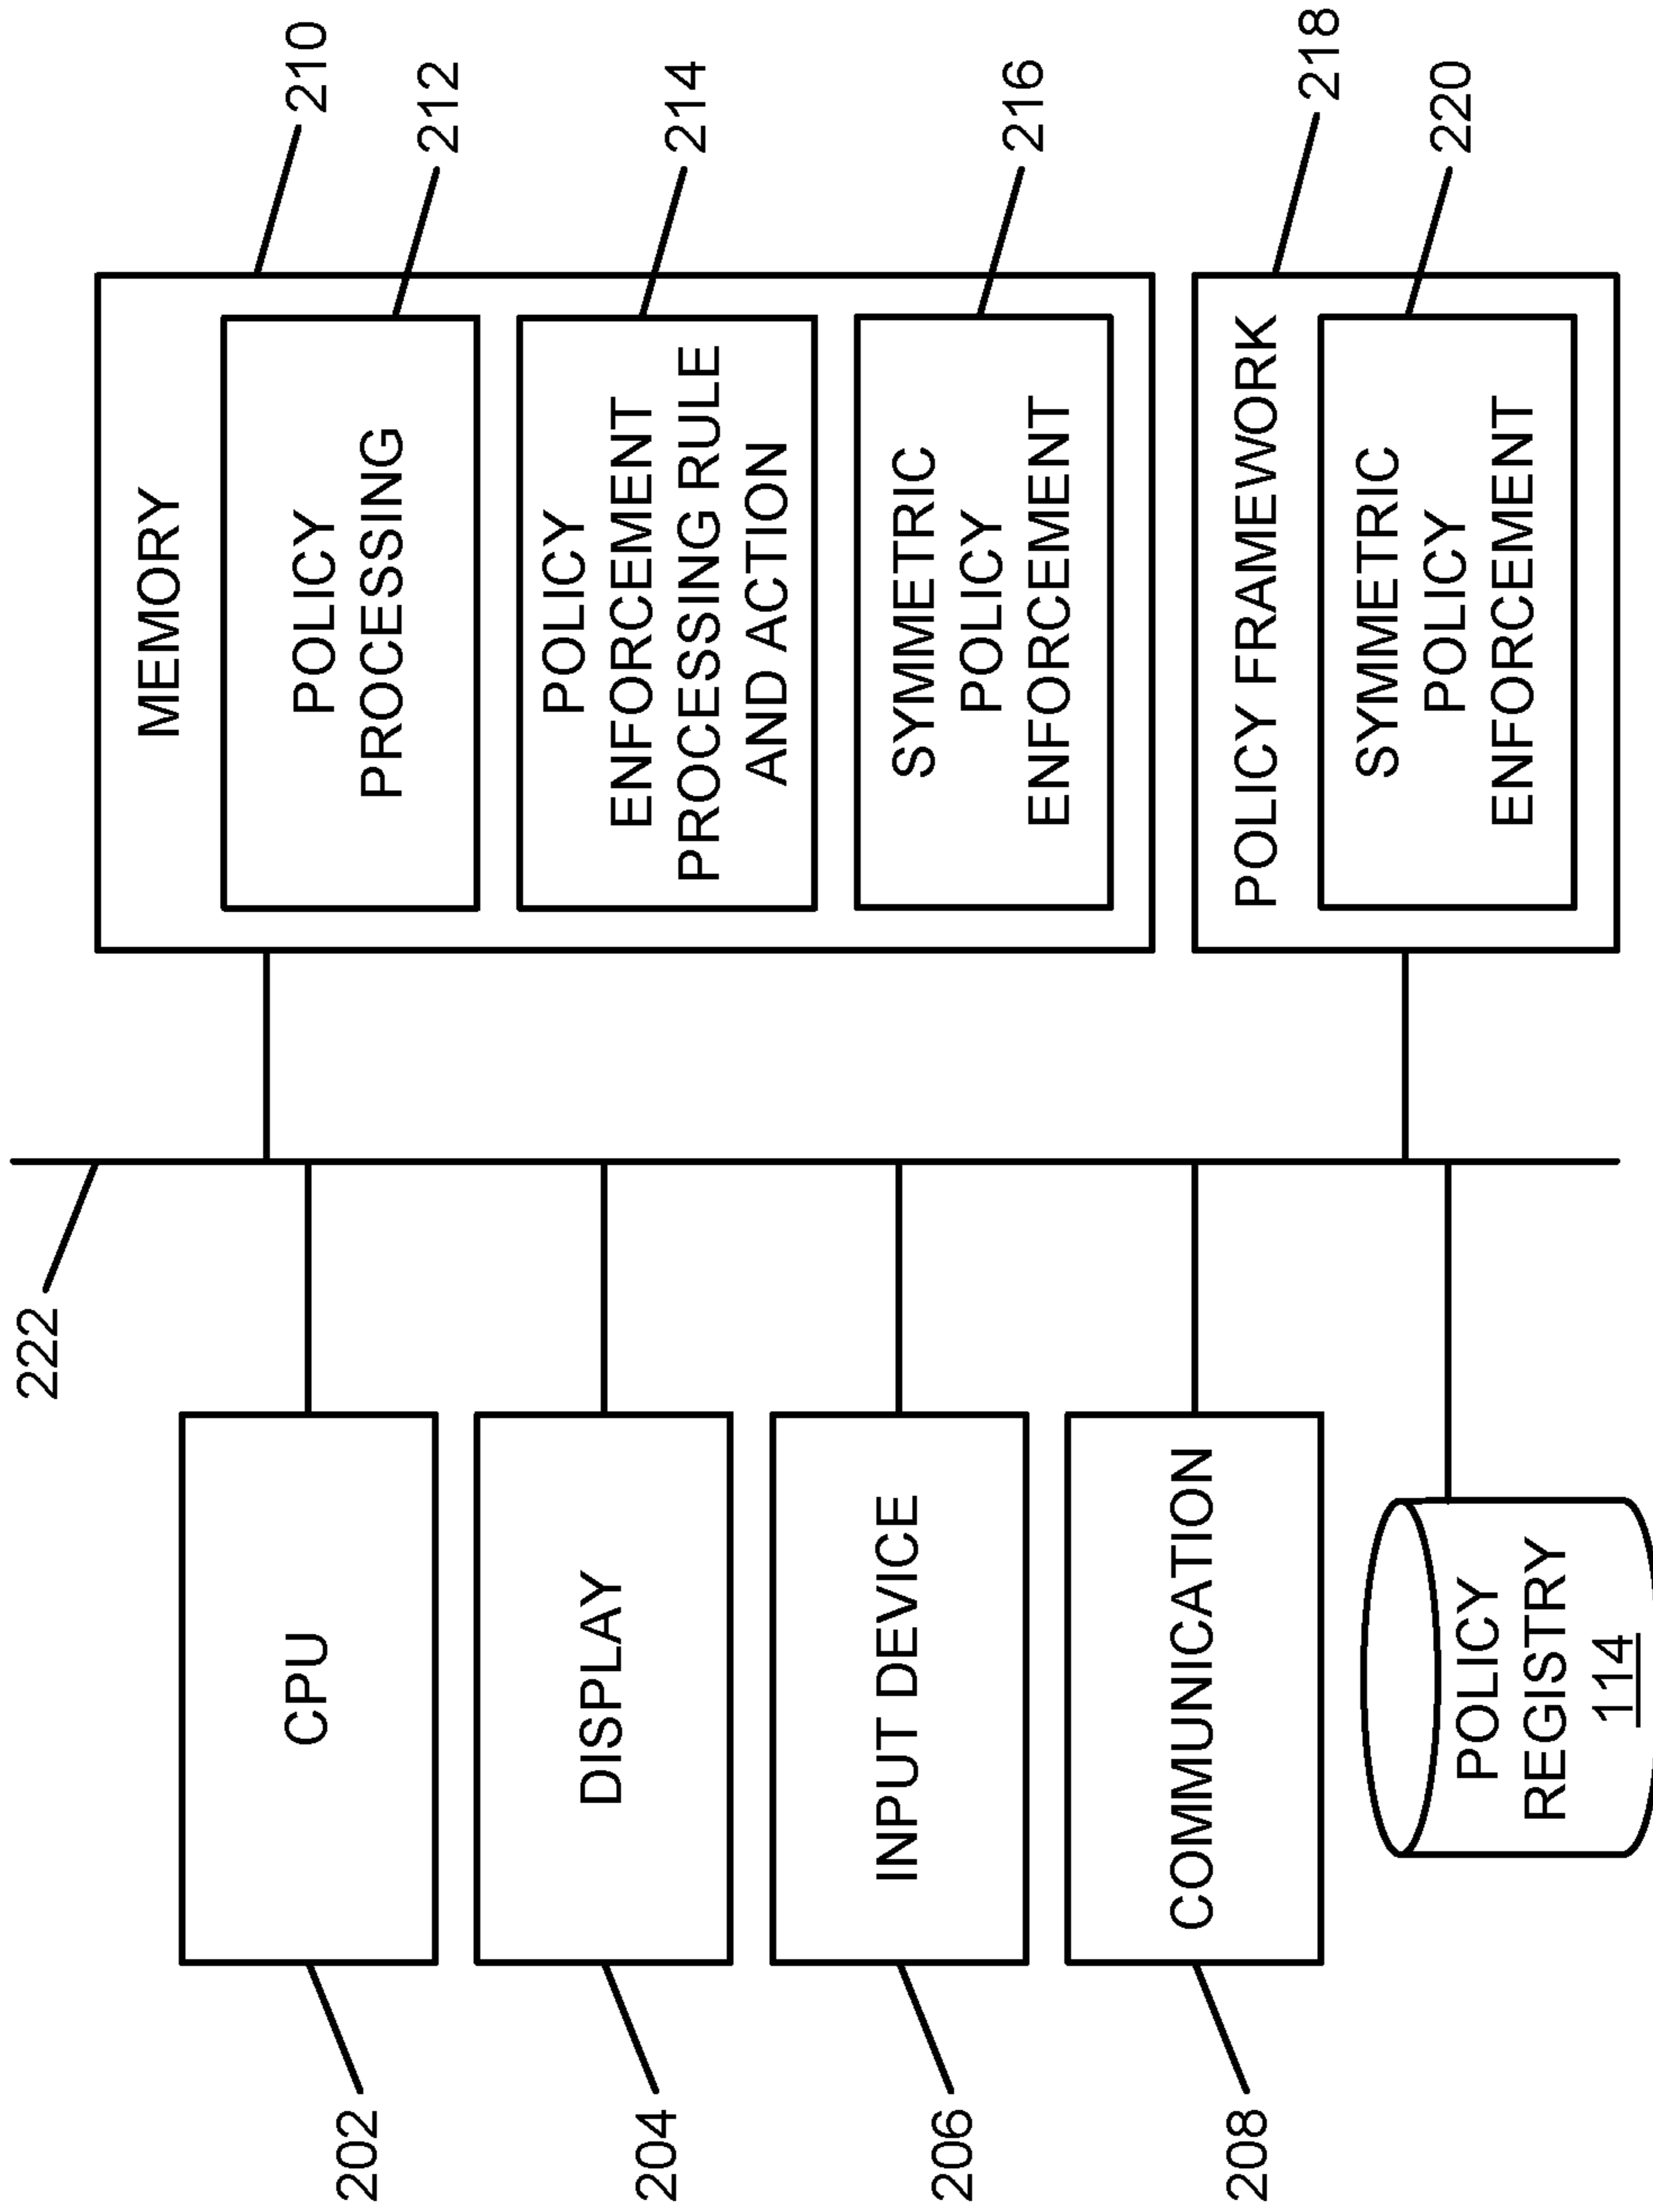 222
202
CPU
204
DISPLAY
206
INPUT DEVICE
208
COMMUNICATION
POLICY
REGISTRY
114
MEMORY
210
POLICY
PROCESSING
212
POLICY
ENFORCEMENT
PROCESSING RULE
AND ACTION
214
SYMMETRIC
POLICY
ENFORCEMENT
216
POLICY FRAMEWORK
218
SYMMETRIC
POLICY
ENFORCEMENT
220